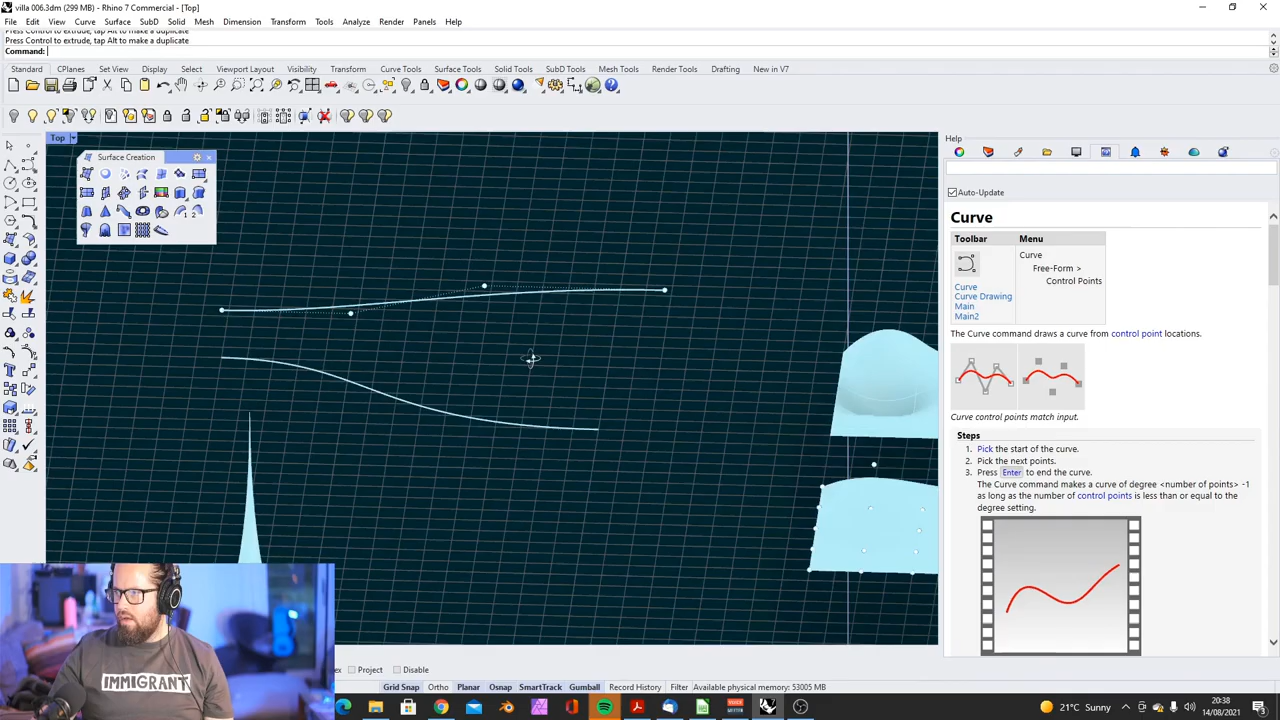 villa 006.3dm (299 MB) - Rhino 7 Commercial - [Top]
File Edit View Curve Surface SubD Solid Mesh Dimension Transform Tools Analyze Render Panels Help
Press Control to extrude, tap Alt to make a duplicate
Press Control to extrude, tap Alt to make a duplicate
Command:
Standard CPlanes Set View Display Select Viewport Layout Visibility Transform Curve Tools Surface Tools Solid Tools SubD Tools Mesh Tools Render Tools Drafting New in V7
Top
Surface Creation
Help
Auto-Update
Curve
Toolbar Menu
Curve
Free-Form >
Control Points
Curve
Curve Drawing
Main
Main2
The Curve command draws a curve from control point locations.
Curve control points match input.
Steps
1. Pick the start of the curve.
2. Pick the next points.
3. Press Enter to end the curve.
The Curve command makes a curve of degree <number of points> -1
as long as the number of control points is less than or equal to the
degree setting.
IMMIGRANT
Project Disable
Grid Snap Ortho Planar Osnap SmartTrack Gumball Record History Filter Available physical memory: 53005 MB
21°C Sunny
20:38
14/08/2021